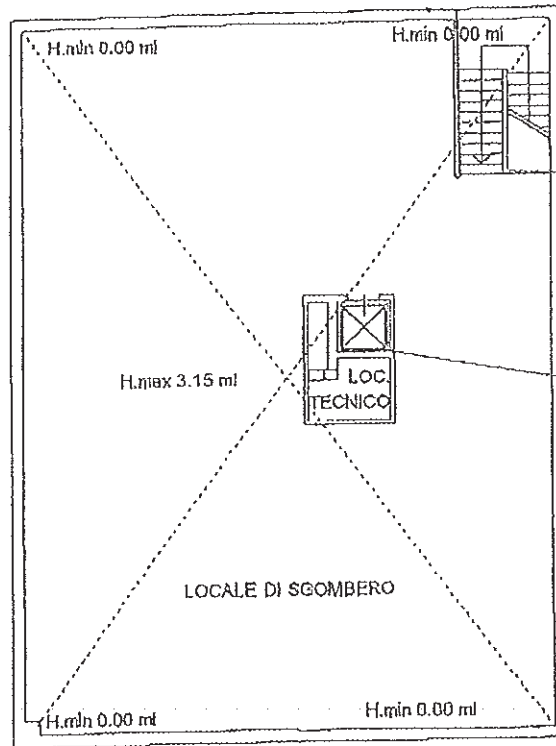 H.min 0.00 ml
H.min 0.00 ml
H.max 3.15 ml
LOC.
TECNICO
LOCALE DI SGOMBERO
H.min 0.00 ml
H.min 0.00 ml